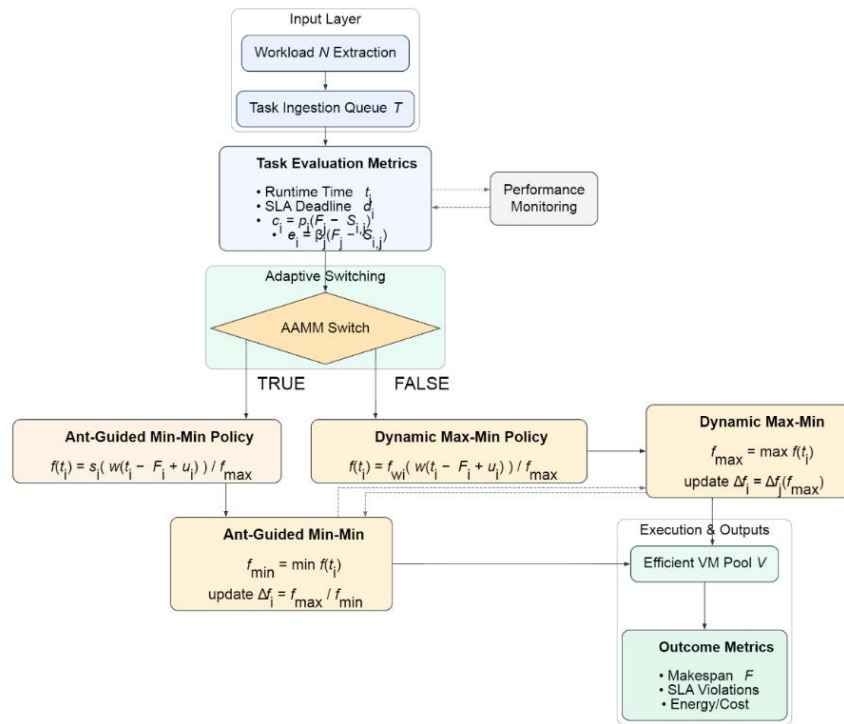 Input Layer
Workload N Extraction
Task Ingestion Queue T
Task Evaluation Metrics
• Runtime Time t_i
• SLA Deadline d_i
• c_i = p_j(F_j − S_{i,j})
• e_i = β_j(F_j − S_{i,j})
Performance
Monitoring
Adaptive Switching
AAMM Switch
TRUE
FALSE
Ant-Guided Min-Min Policy
f(t_i) = s_i( w(t_i − F_i + u_i) ) / f_max
Dynamic Max-Min Policy
f(t_i) = f_wi( w(t_i − F_i + u_i) ) / f_max
Dynamic Max-Min
f_max = max f(t_i)
update Δf_i = Δf_j(f_max)
Ant-Guided Min-Min
f_min = min f(t_i)
update Δf_i = f_max / f_min
Execution & Outputs
Efficient VM Pool V
Outcome Metrics
• Makespan F
• SLA Violations
• Energy/Cost